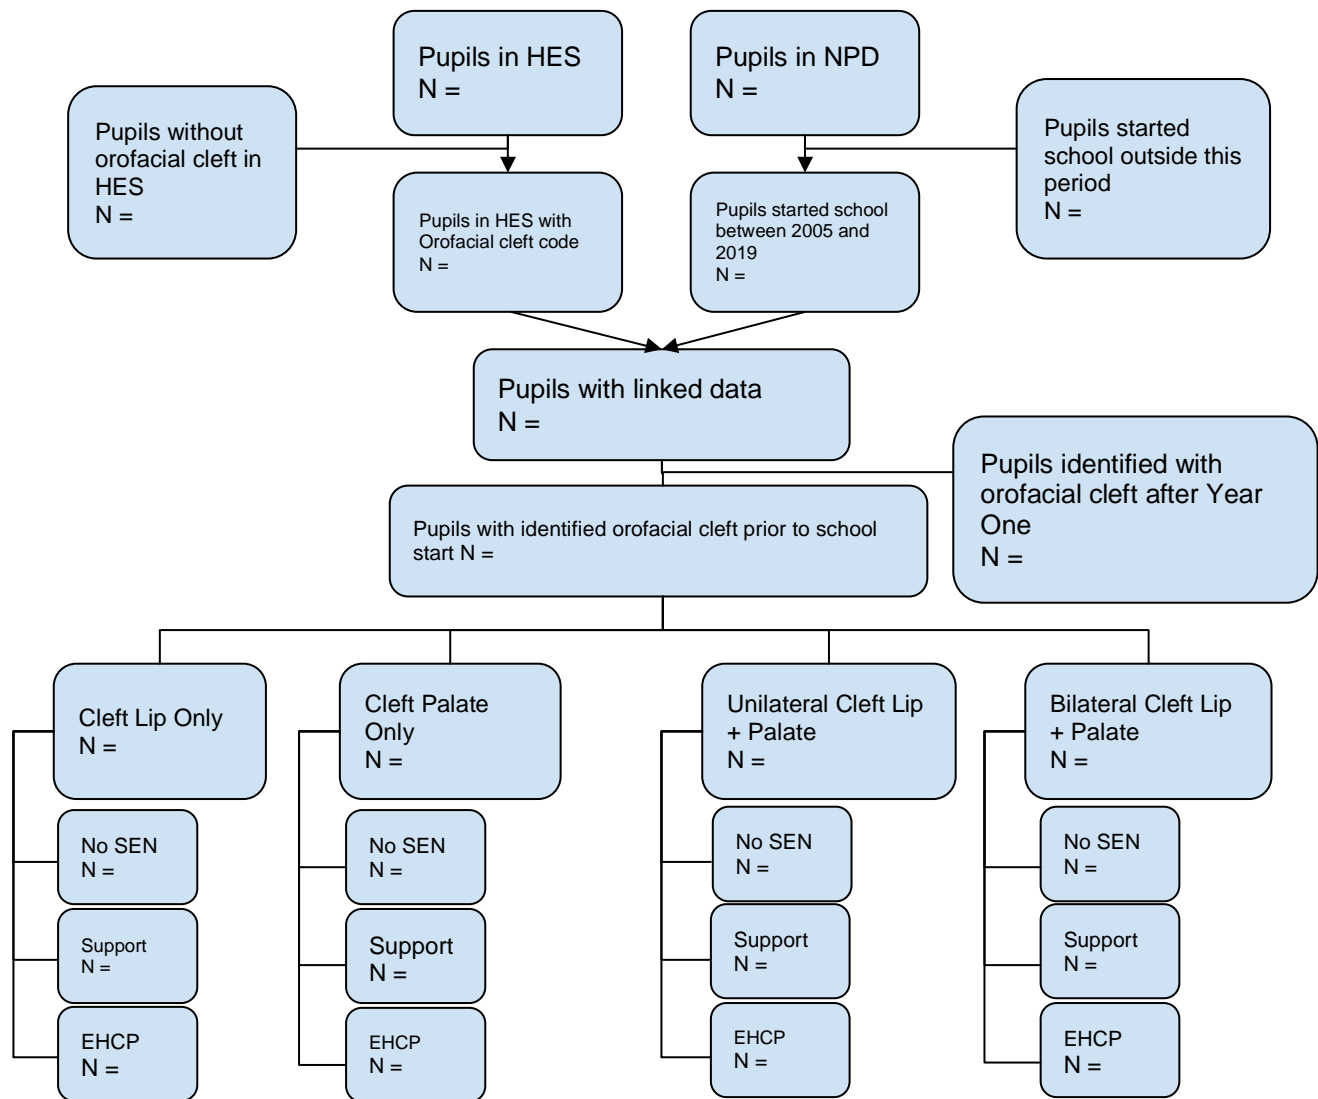 Pupils in HES
N =
Pupils in NPD
N =
Pupils without
orofacial cleft in
HES
N =
Pupils started
school outside this
period
N =
Pupils in HES with
Orofacial cleft code
N =
Pupils started school
between 2005 and
2019
N =
Pupils with linked data
N =
Pupils identified with
orofacial cleft after Year
One
N =
Pupils with identified orofacial cleft prior to school
start N =
Cleft Lip Only
N =
Cleft Palate
Only
N =
Unilateral Cleft Lip
+ Palate
N =
Bilateral Cleft Lip
+ Palate
N =
No SEN
N =
No SEN
N =
No SEN
N =
No SEN
N =
Support
N =
Support
N =
Support
N =
Support
N =
EHCP
N =
EHCP
N =
EHCP
N =
EHCP
N =